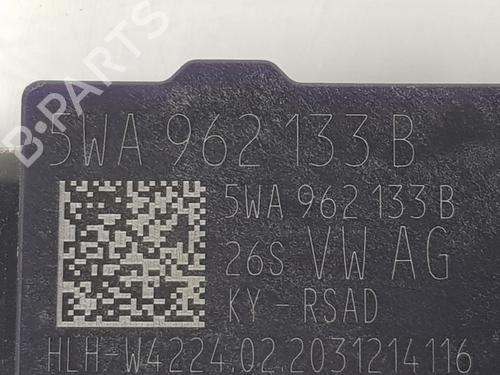 B-PARTS
5WA 962 133 B
5WA 962 133 B
26S VW AG
KY-RSAD
HLH-W4224.02.2031214116